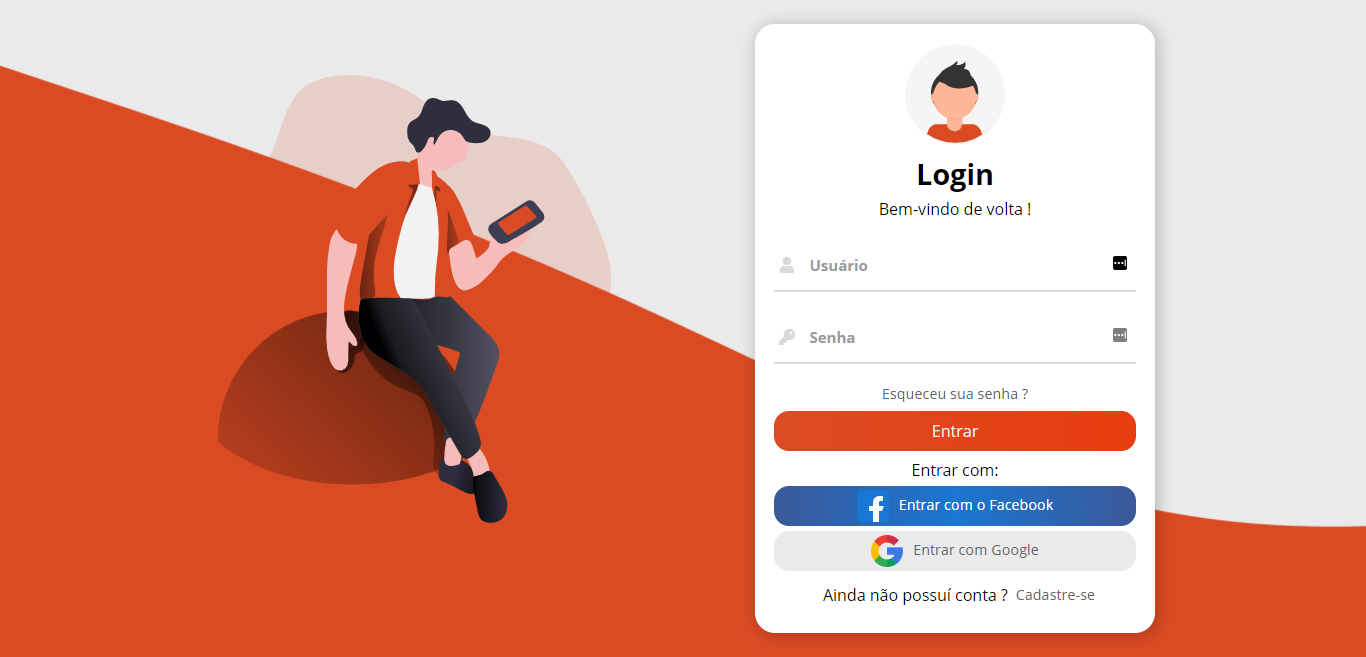 Login
Bem-vindo de volta !
Usuário
Senha
Esqueceu sua senha ?
Entrar
Entrar com:
Entrar com o Facebook
Entrar com Google
Ainda não possuí conta ? Cadastre-se